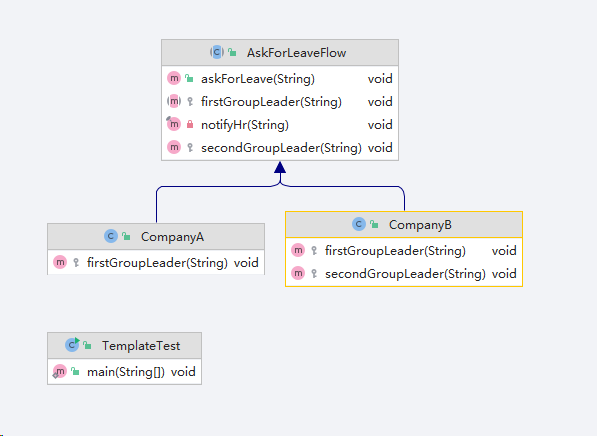 AskForLeaveFlow
askForLeave(String) void
firstGroupLeader(String) void
notifyHr(String) void
secondGroupLeader(String) void
CompanyA
firstGroupLeader(String) void
CompanyB
firstGroupLeader(String) void
secondGroupLeader(String) void
TemplateTest
main(String[]) void